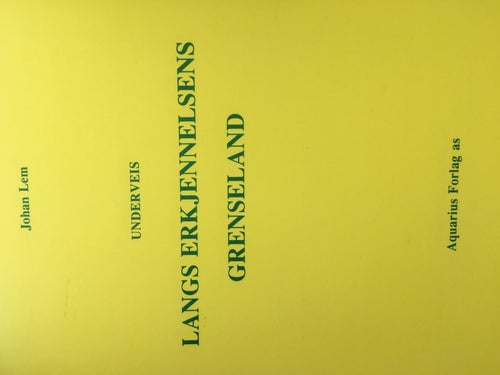 Johan Lem
UNDERVEIS
LANGS ERKJENNELSENS
GRENSELAND
Aquarius Forlag as